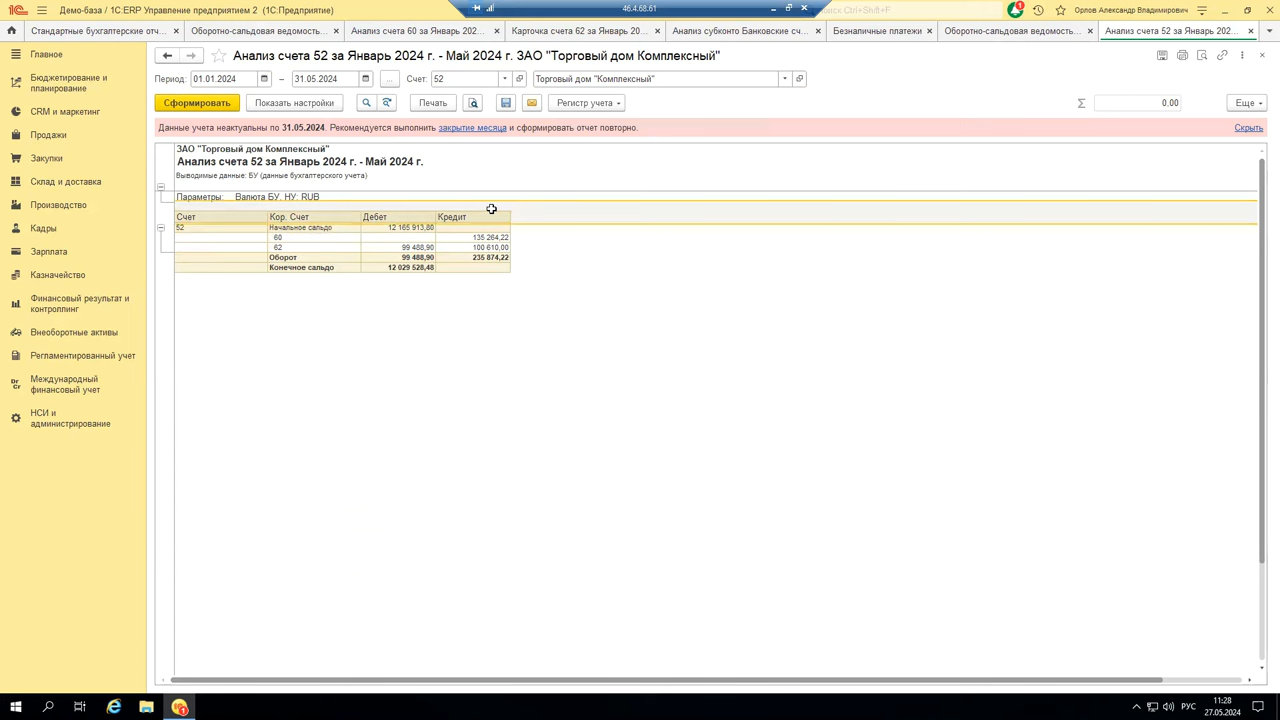 46.4.68.61
Демо-база / 1С:ERP Управление предприятием 2 (1С:Предприятие)
поиск Ctrl+Shift+F
1
Орлов Александр Владимирович
Стандартные бухгалтерские отч...
Оборотно-сальдовая ведомость...
Анализ счета 60 за Январь 202...
Карточка счета 62 за Январь 20...
Анализ субконто Банковские сч...
Безналичные платежи
Оборотно-сальдовая ведомость...
Анализ счета 52 за Январь 202...
Главное
Бюджетирование и
планирование
CRM и маркетинг
Продажи
Закупки
Склад и доставка
Производство
Кадры
Зарплата
Казначейство
Финансовый результат и
контроллинг
Внеоборотные активы
Регламентированный учет
Международный
финансовый учет
НСИ и
администрирование
Анализ счета 52 за Январь 2024 г. - Май 2024 г. ЗАО "Торговый дом Комплексный"
Период: 01.01.2024 – 31.05.2024 ... Счет: 52 Торговый дом "Комплексный"
Сформировать Показать настройки Печать Регистр учета Σ 0,00 Еще
Данные учета неактуальны по 31.05.2024. Рекомендуется выполнить закрытие месяца и сформировать отчет повторно. Скрыть
ЗАО "Торговый дом Комплексный"
Анализ счета 52 за Январь 2024 г. - Май 2024 г.
Выводимые данные: БУ (данные бухгалтерского учета)
Параметры: Валюта БУ, НУ: RUB
Счет Кор. Счет Дебет Кредит
52 Начальное сальдо 12 165 913,80
60 135 264,22
62 99 488,90 100 610,00
Оборот 99 488,90 235 874,22
Конечное сальдо 12 029 528,48
РУС
11:28
27.05.2024